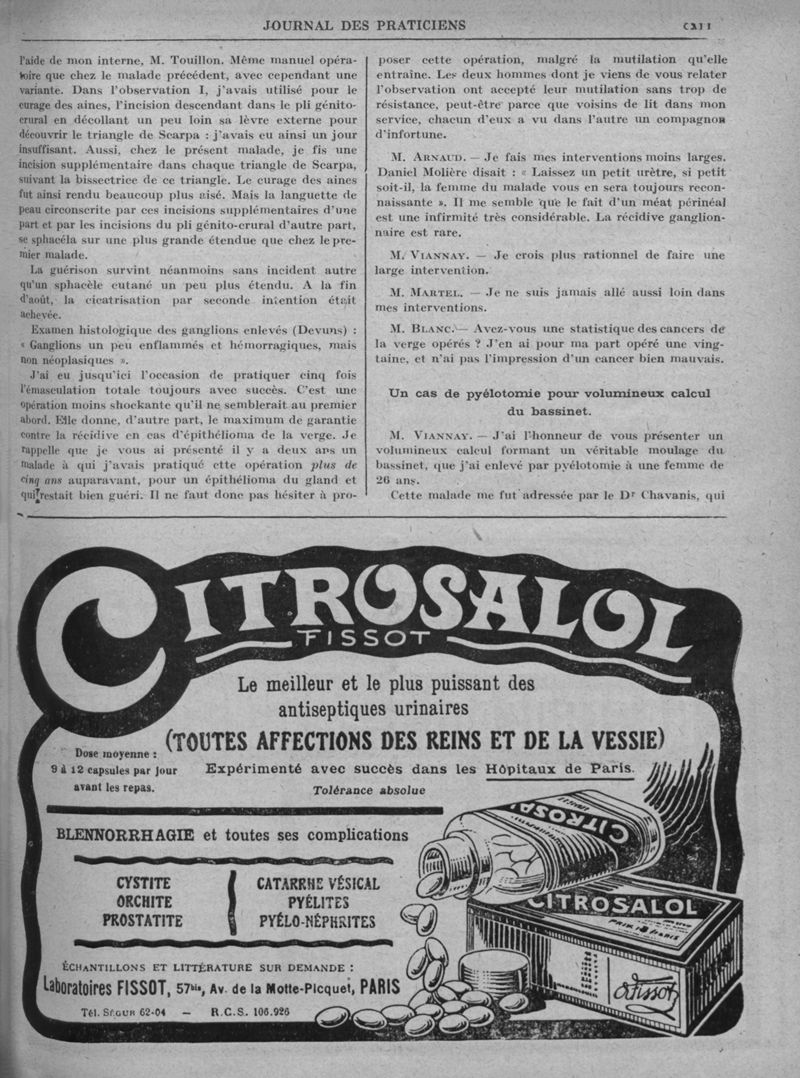 JOURNAL DES PRATICIENS
l'aide de mon interne, M. Touillon. Même manuel opéra-
toire que chez le malade précédent, avec cependant une
variante. Dans l'observation I, j'avais utilisé pour le
curage des aines, l'incision descendant dans le pli génito-
crural en décollant un peu loin sa lèvre externe pour
découvrir le triangle de Scarpa : j'avais eu ainsi un jour
insuffisant. Aussi, chez le présent malade, je fis une
incision supplémentaire dans chaque triangle de Scarpa,
suivant la bissectrice de ce triangle. Le curage des aines
fut ainsi rendu beaucoup plus aisé. Mais la languette de
peau circonscrite par ces incisions supplémentaires d'une
part et par les incisions du pli génito-crural d'autre part,
se sphacéla sur une plus grande étendue que chez le pre-
mier malade.
La guérison survint néanmoins sans incident autre
qu'un sphacèle cutané un peu plus étendu. A la fin
d'août, la cicatrisation par seconde intention était
achevée.
Examen histologique des ganglions enlevés (Devuns) :
« Ganglions un peu enflammés et hémorragiques, mais
non néoplasiques ».
J'ai eu jusqu'ici l'occasion de pratiquer cinq fois
l'émasculation totale toujours avec succès. C'est une
opération moins shockante qu'il ne semblerait au premier
abord. Elle donne, d'autre part, le maximum de garantie
contre la récidive en cas d'épithélioma de la verge. Je
rappelle que je vous ai présenté il y a deux ans un
malade à qui j'avais pratiqué ctte opération plus de
cinq ans auparavant, pour un épithélioma du gland et
qui restait bien guéri. Il ne faut donc pas hésiter à pro-
poser cette opération, malgré la mutilation qu'elle
entraîne. Les deux hommes dont je viens de vous relater
l'observation ont accepté leur mutilation sans trop de
résistance, peut-être parce que voisins de lit dans mon
service, chacun d'eux a vu dans l'autre un compagnon
d'infortune.
M. ARNAUD. — Je fais mes interventions moins larges.
Daniel Molière disait : « Laissez un petit urètre, si petit
soit-il, la femme du malade vous en sera toujours recon-
naissante ». Il me semble que le fait d'un méat périnéal
est une infirmité très considérable. La récidive ganglion-
naire est rare.
M. VIANNAY. — Je crois plus rationnel de faire une
large intervention.
M. MARTEL. — Je ne suis jamais allé aussi loin dans
mes interventions.
M. BLANC. — Avez-vous une statistique des cancers de
la verge opérés ? J'en ai pour ma part opéré une ving-
taine, et n'ai pas l'impression d'un cancer bien mauvais.
Un cas de pyélotomie pour volumineux calcul
du bassinet.
M. VIANNAY. — J'ai l'honneur de vous présenter un
volumineux calcul formant un véritable moulage du
bassinet, que j'ai enlevé par pyélotomie à une femme de
26 ans.
Cette malade me fut adressée par le Dr Chavanis, qui
CITROSALOL
FISSOT
Le meilleur et le plus puissant des
antiseptiques urinaires
(TOUTES AFFECTIONS DES REINS ET DE LA VESSIE)
Dose moyenne :
9 à 12 capsules par jour
avant les repas.
Expérimenté avec succès dans les Hôpitaux de Paris.
Tolérance absolue
BLENNORRHAGIE et toutes ses complications
CYSTITE
ORCHITE
PROSTATITE
CATARRHE VÉSICAL
PYÉLITES
PYÉLO-NÉPHRITES
ÉCHANTILLONS ET LITTÉRATURE SUR DEMANDE :
Laboratoires FISSOT, 57bis, Av. de la Motte-Picquet, PARIS
Tél. SÉGUR 62-04 — R.C.S. 106.926
CITROSAL
CITROSALOL